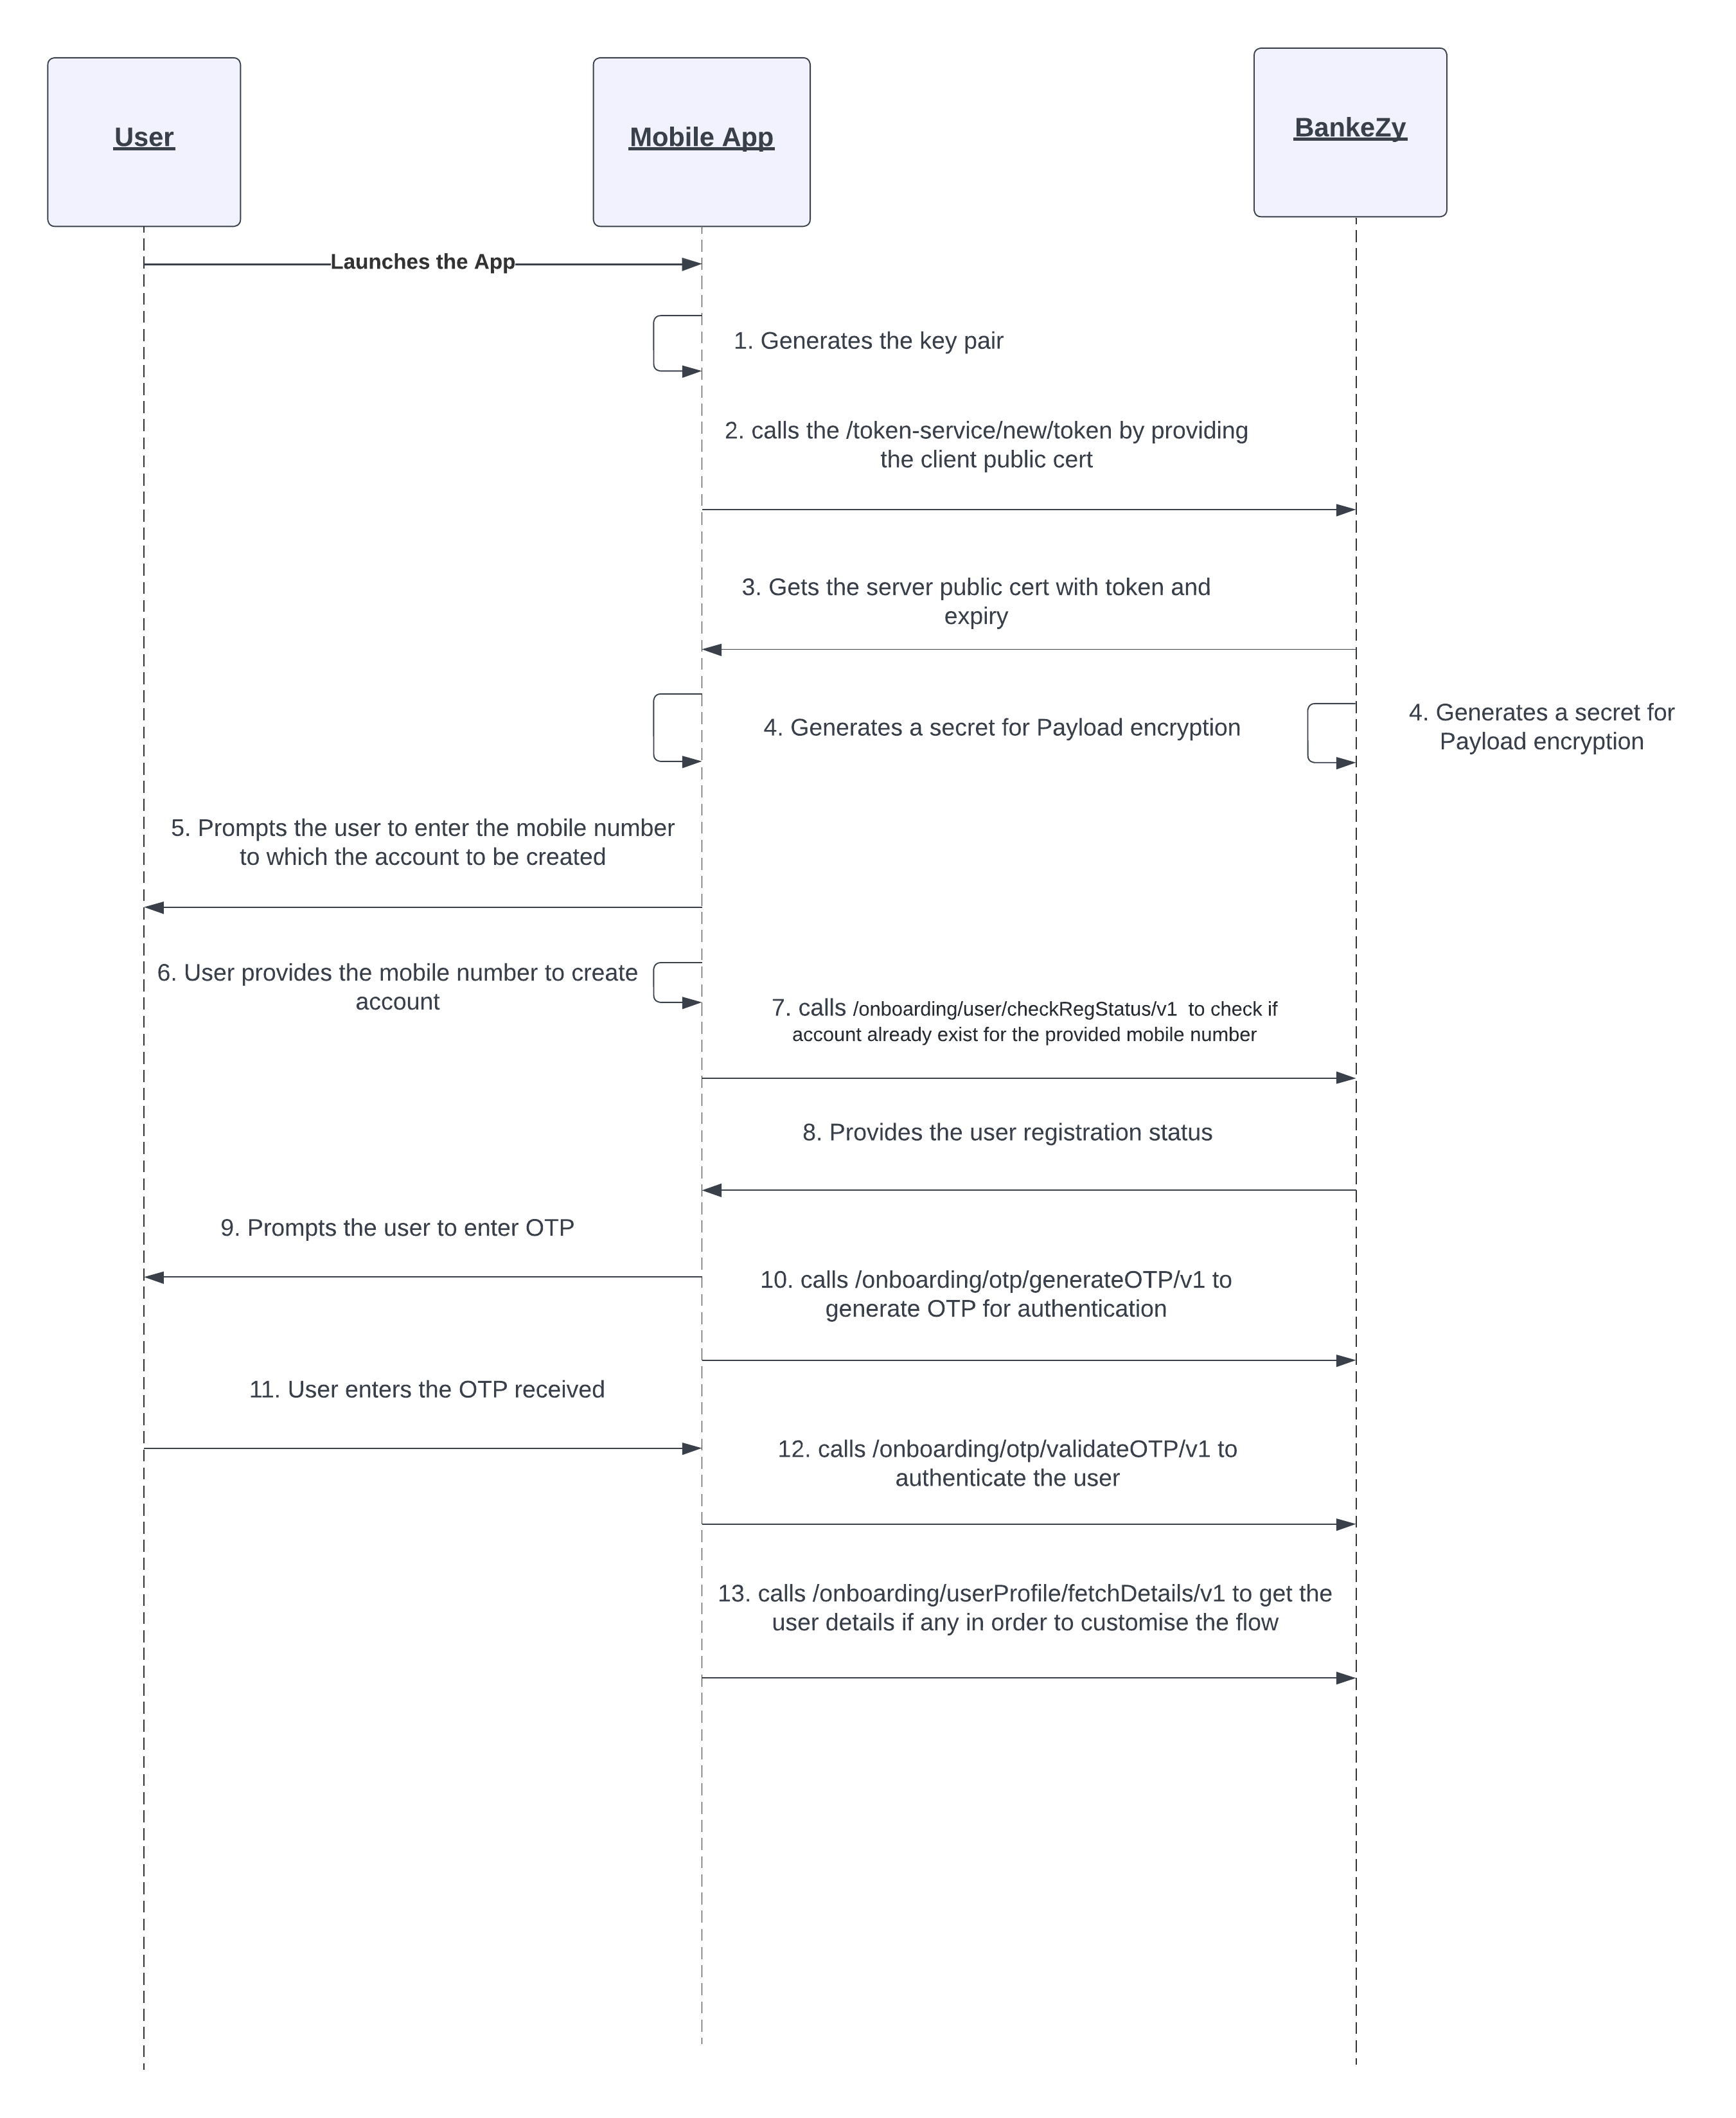 User
Mobile App
BankeZy
Launches the App
1. Generates the key pair
2. calls the /token-service/new/token by providing
the client public cert
3. Gets the server public cert with token and
expiry
4. Generates a secret for Payload encryption
4. Generates a secret for
Payload encryption
5. Prompts the user to enter the mobile number
to which the account to be created
6. User provides the mobile number to create
account
7. calls /onboarding/user/checkRegStatus/v1 to check if
account already exist for the provided mobile number
8. Provides the user registration status
9. Prompts the user to enter OTP
10. calls /onboarding/otp/generateOTP/v1 to
generate OTP for authentication
11. User enters the OTP received
12. calls /onboarding/otp/validateOTP/v1 to
authenticate the user
13. calls /onboarding/userProfile/fetchDetails/v1 to get the
user details if any in order to customise the flow